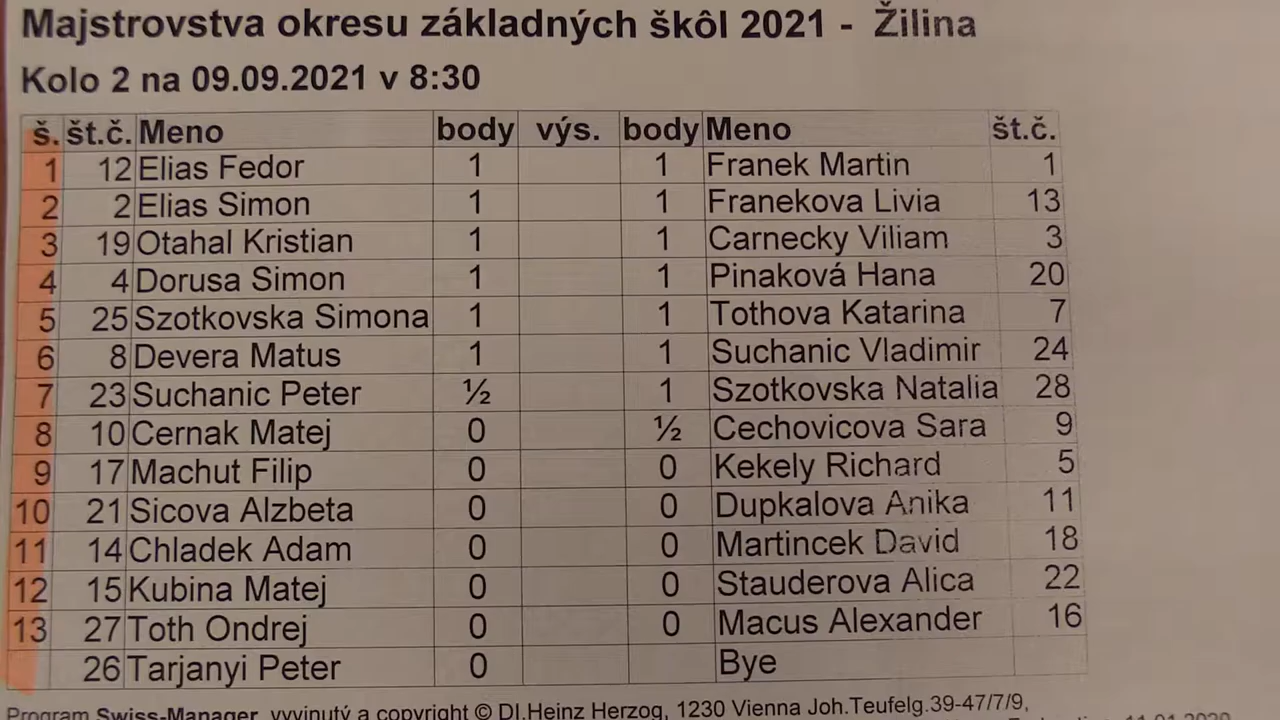 Majstrovstva okresu základných škôl 2021 - Žilina
Kolo 2 na 09.09.2021 v 8:30
š. št.č. Meno body výs. body Meno št.č.
1 12 Elias Fedor 1 1 Franek Martin 1
2 2 Elias Simon 1 1 Franekova Livia 13
3 19 Otahal Kristian 1 1 Carnecky Viliam 3
4 4 Dorusa Simon 1 1 Pinaková Hana 20
5 25 Szotkovska Simona 1 1 Tothova Katarina 7
6 8 Devera Matus 1 1 Suchanic Vladimir 24
7 23 Suchanic Peter ½ 1 Szotkovska Natalia 28
8 10 Cernak Matej 0 ½ Cechovicova Sara 9
9 17 Machut Filip 0 0 Kekely Richard 5
10 21 Sicova Alzbeta 0 0 Dupkalova Anika 11
11 14 Chladek Adam 0 0 Martincek David 18
12 15 Kubina Matej 0 0 Stauderova Alica 22
13 27 Toth Ondrej 0 0 Macus Alexander 16
26 Tarjanyi Peter 0 Bye
Program Swiss-Manager vyvinutý a copyright © DI.Heinz Herzog, 1230 Vienna Joh.Teufelg.39-47/7/9,